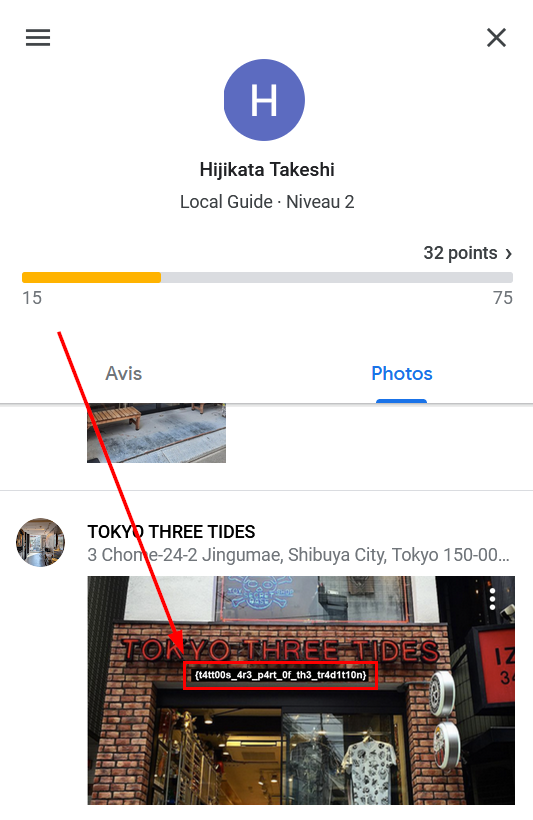 H
Hijikata Takeshi
Local Guide · Niveau 2
32 points ›
15 75
Avis Photos
TOKYO THREE TIDES
3 Chome-24-2 Jingumae, Shibuya City, Tokyo 150-00...
TOKYO THREE TIDES
{t4tt00s_4r3_p4rt_0f_th3_tr4d1t10n}
IZ